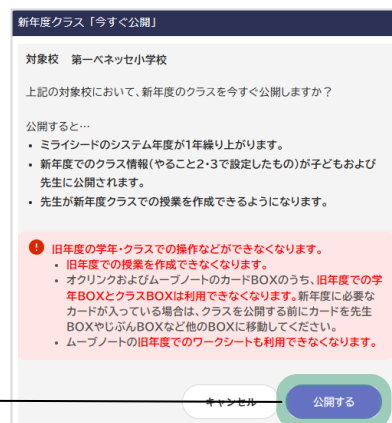 新年度クラス「今すぐ公開」
対象校　第一ベネッセ小学校
上記の対象校において、新年度のクラスを今すぐ公開しますか？
公開すると…
・ミライシードのシステム年度が1年繰り上がります。
・新年度でのクラス情報(やること2・3で設定したもの)が子どもおよび
先生に公開されます。
・先生が新年度クラスでの授業を作成できるようになります。
! 旧年度の学年・クラスでの操作などができなくなります。
・旧年度での授業を作成できなくなります。
・オクリンクおよびムーブノートのカードBOXのうち、旧年度での学
年BOXとクラスBOXは利用できなくなります。新年度に必要な
カードが入っている場合は、クラスを公開する前にカードを先生
BOXやじぶんBOXなど他のBOXに移動してください。
・ムーブノートの旧年度でのワークシートも利用できなくなります。
キャンセル　公開する